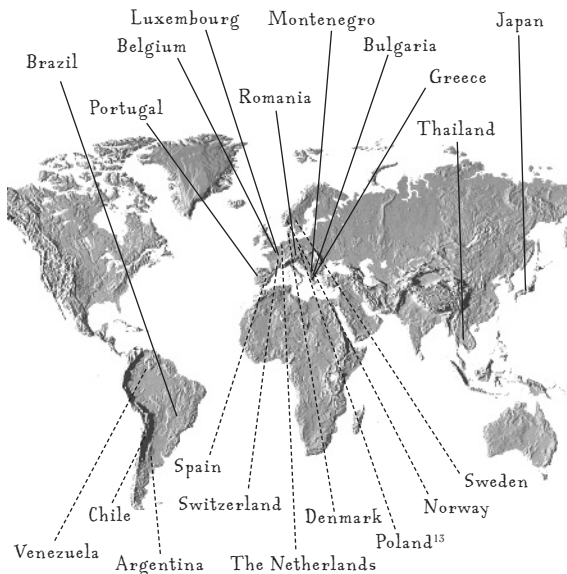 Luxembourg
Montenegro
Japan
Belgium
Bulgaria
Brazil
Greece
Romania
Portugal
Thailand
Spain
Sweden
Switzerland
Norway
Chile
Denmark
Poland¹³
Venezuela
Argentina
The Netherlands